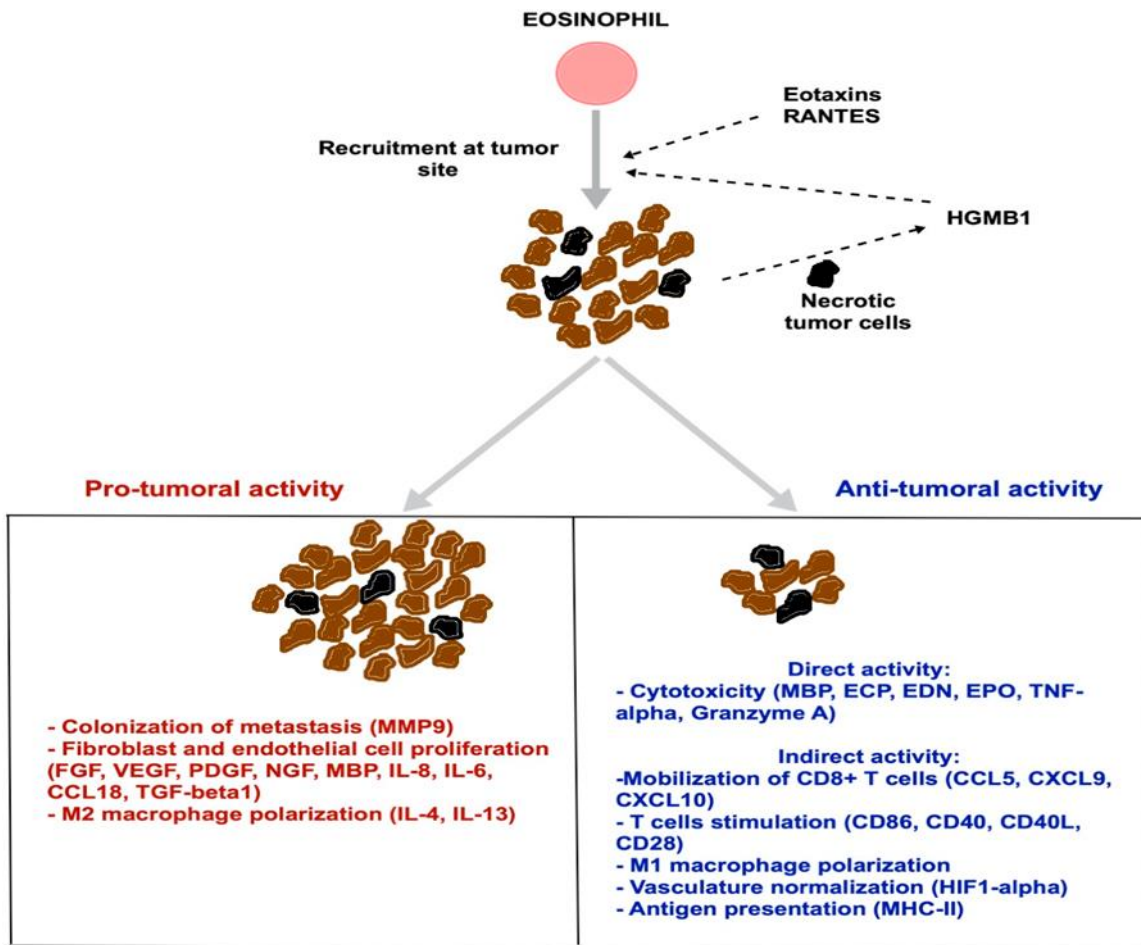 EOSINOPHIL
Eotaxins
RANTES
Recruitment at tumor
site
HGMB1
Necrotic
tumor cells
Pro-tumoral activity
Anti-tumoral activity
- Colonization of metastasis (MMP9)
- Fibroblast and endothelial cell proliferation
(FGF, VEGF, PDGF, NGF, MBP, IL-8, IL-6,
CCL18, TGF-beta1)
- M2 macrophage polarization (IL-4, IL-13)
Direct activity:
- Cytotoxicity (MBP, ECP, EDN, EPO, TNF-
alpha, Granzyme A)
Indirect activity:
-Mobilization of CD8+ T cells (CCL5, CXCL9,
CXCL10)
- T cells stimulation (CD86, CD40, CD40L,
CD28)
- M1 macrophage polarization
- Vasculature normalization (HIF1-alpha)
- Antigen presentation (MHC-II)